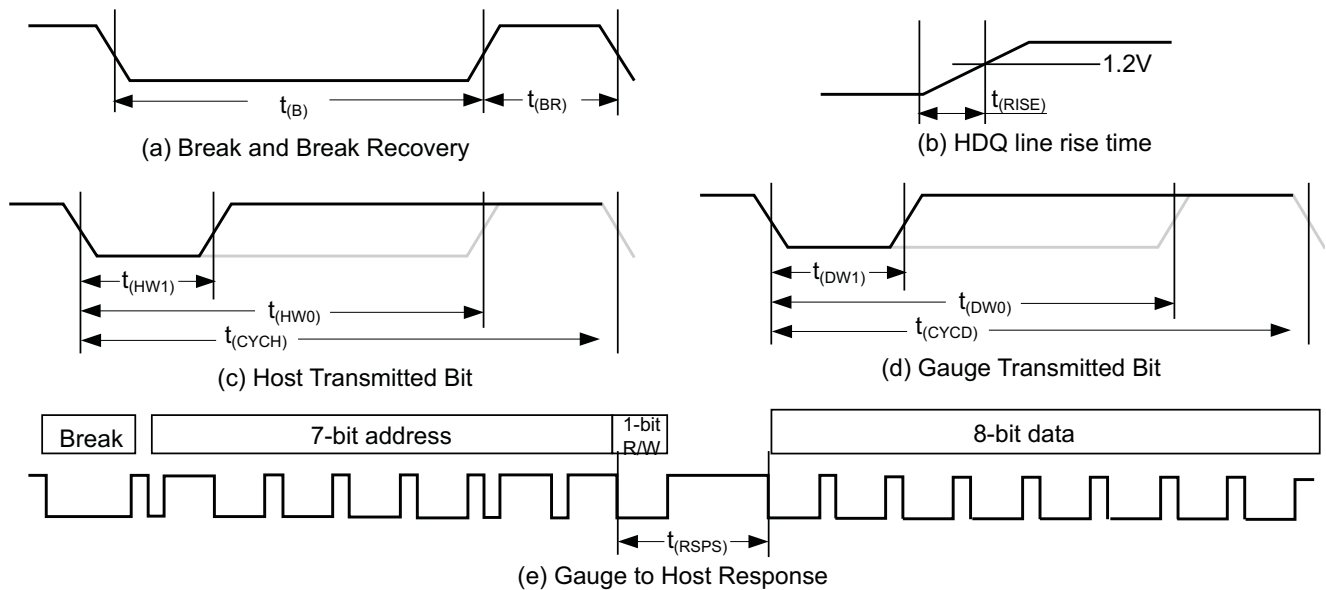 t(B)
t(BR)
(a) Break and Break Recovery
1.2V
t(RISE)
(b) HDQ line rise time
t(HW1)
t(HW0)
t(CYCH)
(c) Host Transmitted Bit
t(DW1)
t(DW0)
t(CYCD)
(d) Gauge Transmitted Bit
Break
7-bit address
1-bit
R/W
8-bit data
t(RSPS)
(e) Gauge to Host Response